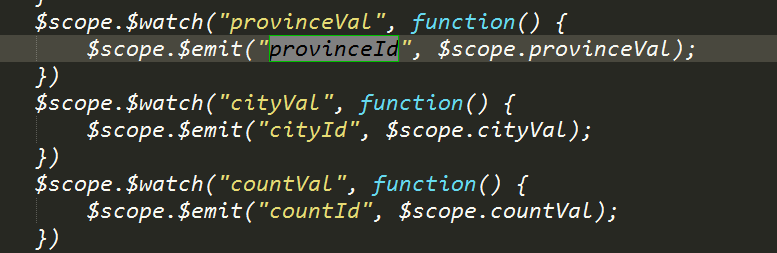 $scope.$watch("provinceVal", function() {
$scope.$emit("provinceId", $scope.provinceVal);
})
$scope.$watch("cityVal", function() {
$scope.$emit("cityId", $scope.cityVal);
})
$scope.$watch("countVal", function() {
$scope.$emit("countId", $scope.countVal);
})